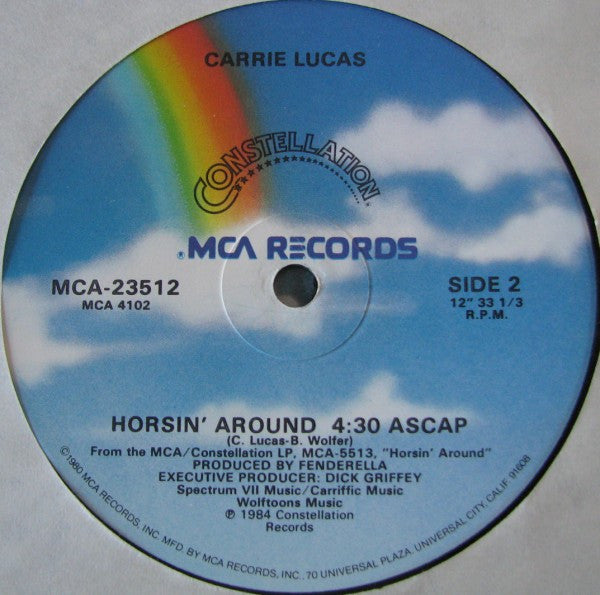 CARRIE LUCAS
CONSTELLATION
®MCA RECORDS
MCA-23512
MCA 4102
SIDE 2
12" 33 1/3
R.P.M.
HORSIN' AROUND 4:30 ASCAP
(C. Lucas-B. Wolfer)
From the MCA/Constellation LP, MCA-5513, "Horsin' Around"
PRODUCED BY FENDERELLA
EXECUTIVE PRODUCER: DICK GRIFFEY
Spectrum VII Music/Carriffic Music
Wolftoons Music
℗ 1984 Constellation
Records
©1980 MCA RECORDS, INC. MFD. BY MCA RECORDS, INC., 70 UNIVERSAL PLAZA, UNIVERSAL CITY, CALIF. 91608